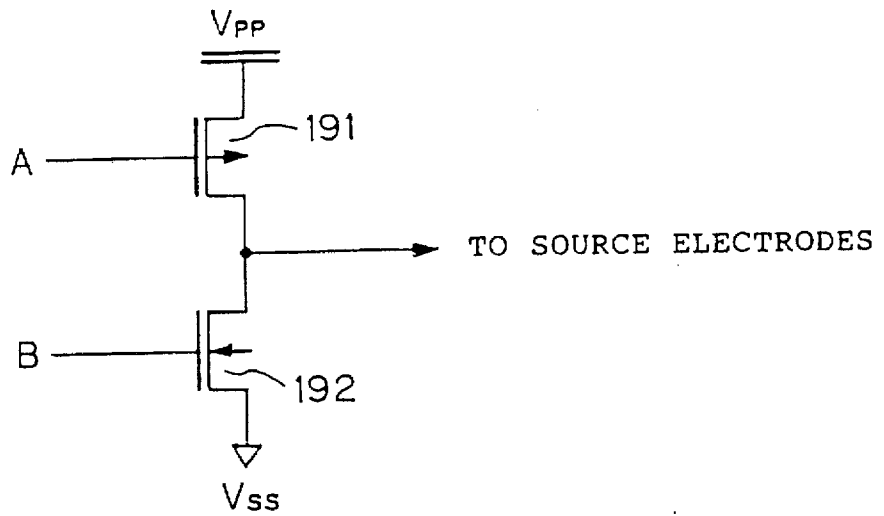 VPP
191
A
TO SOURCE ELECTRODES
B
192
VSS